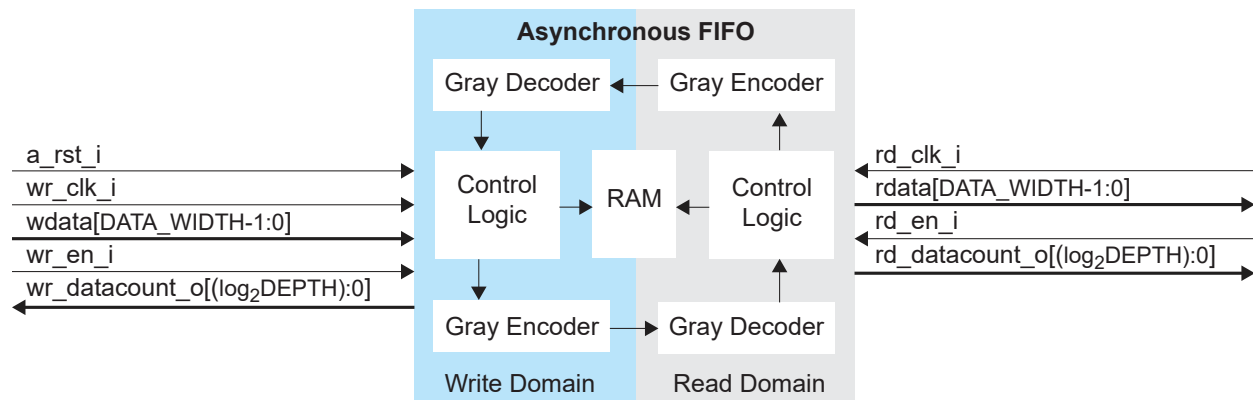 Asynchronous FIFO
Gray Decoder
Gray Encoder
a_rst_i
wr_clk_i
wdata[DATA_WIDTH-1:0]
wr_en_i
wr_datacount_o[(log₂DEPTH):0]
Control
Logic
RAM
Control
Logic
rd_clk_i
rdata[DATA_WIDTH-1:0]
rd_en_i
rd_datacount_o[(log₂DEPTH):0]
Gray Encoder
Gray Decoder
Write Domain
Read Domain